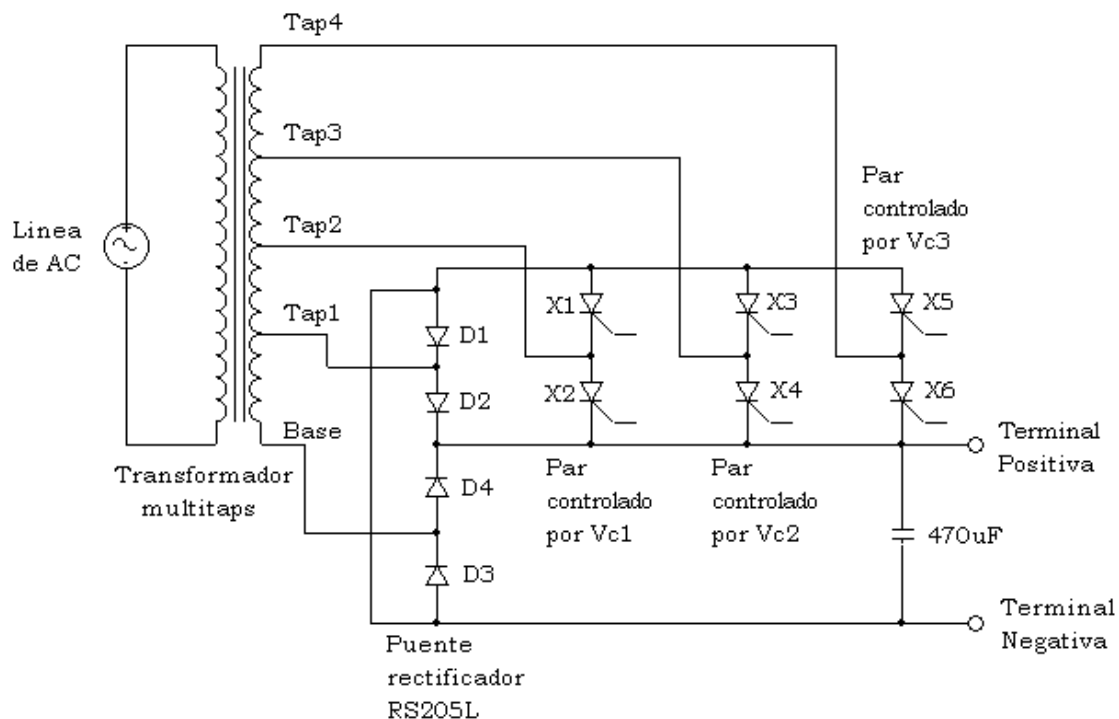 Tap4
Tap3
Par
controlado
por Vc3
Linea
de AC
Tap2
X1
X3
X5
Tap1
D1
X2
X4
X6
D2
Base
Terminal
Positiva
Transformador
multitaps
D4
Par
controlado
por Vc1
Par
controlado
por Vc2
470uF
D3
Terminal
Negativa
Puente
rectificador
RS205L